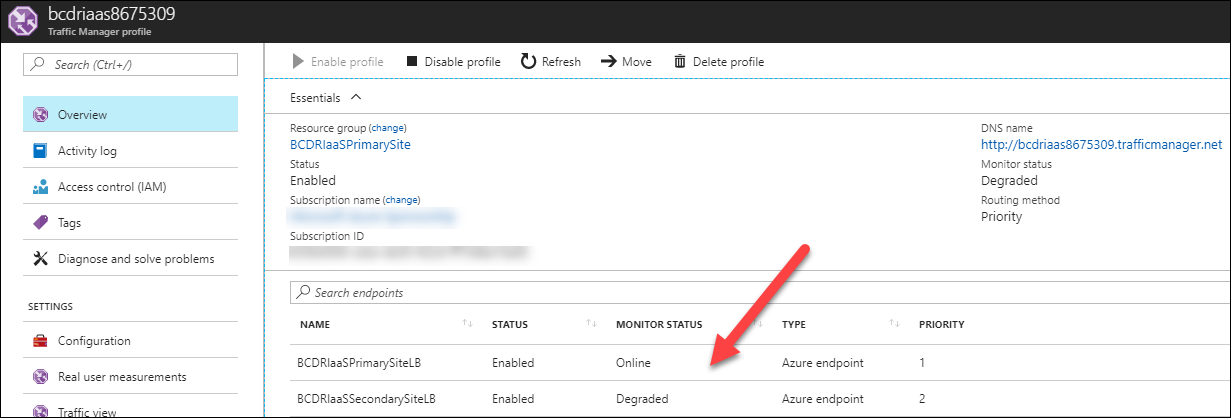 bcdriaas8675309
Traffic Manager profile
Search (Ctrl+/)
Overview
Activity log
Access control (IAM)
Tags
Diagnose and solve problems
SETTINGS
Configuration
Real user measurements
Traffic view
Enable profile Disable profile Refresh Move Delete profile
Essentials
Resource group (change)
BCDRIaaSPrimarySite
Status
Enabled
Subscription name (change)
Subscription ID
DNS name
http://bcdriaas8675309.trafficmanager.net
Monitor status
Degraded
Routing method
Priority
Search endpoints
NAME STATUS MONITOR STATUS TYPE PRIORITY
BCDRIaaSPrimarySiteLB Enabled Online Azure endpoint 1
BCDRIaaSSecondarySiteLB Enabled Degraded Azure endpoint 2